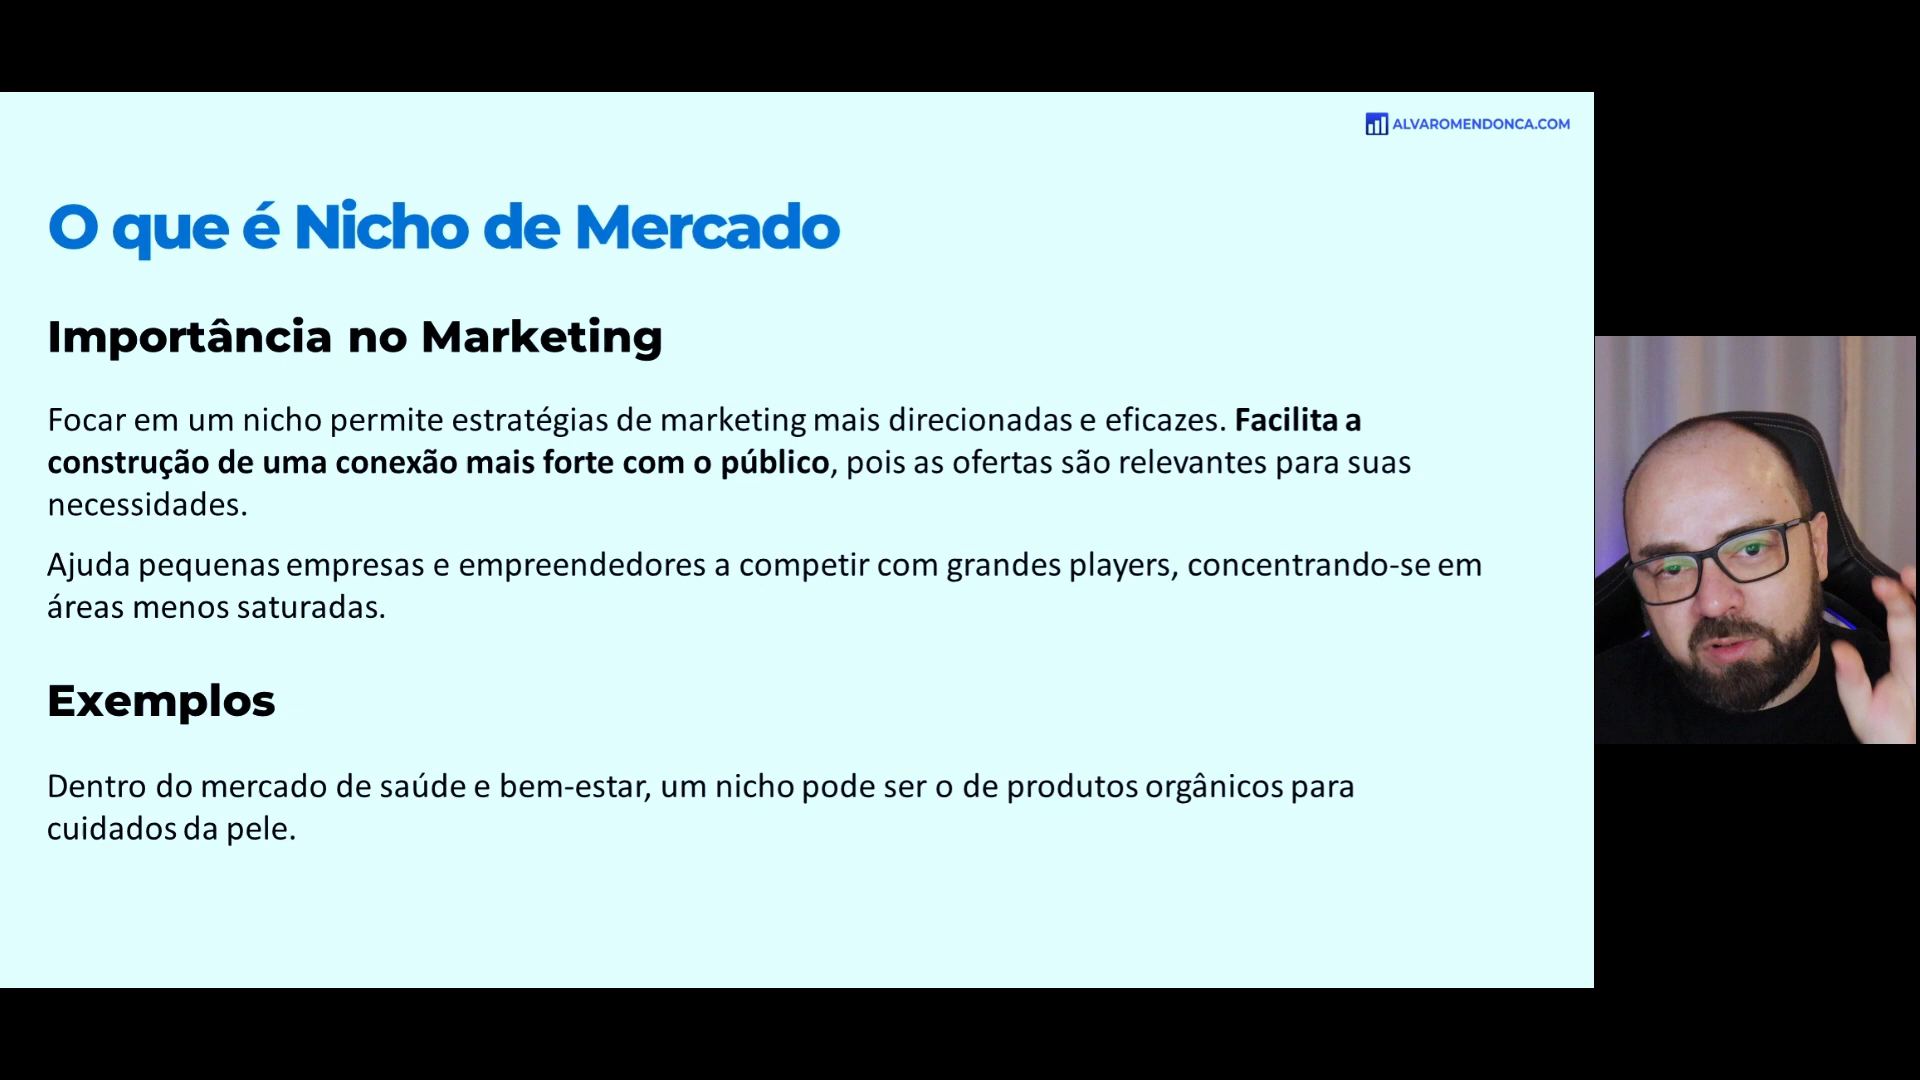 ALVAROMENDONCA.COM
O que é Nicho de Mercado
Importância no Marketing
Focar em um nicho permite estratégias de marketing mais direcionadas e eficazes. Facilita a
construção de uma conexão mais forte com o público, pois as ofertas são relevantes para suas
necessidades.
Ajuda pequenas empresas e empreendedores a competir com grandes players, concentrando-se em
áreas menos saturadas.
Exemplos
Dentro do mercado de saúde e bem-estar, um nicho pode ser o de produtos orgânicos para
cuidados da pele.